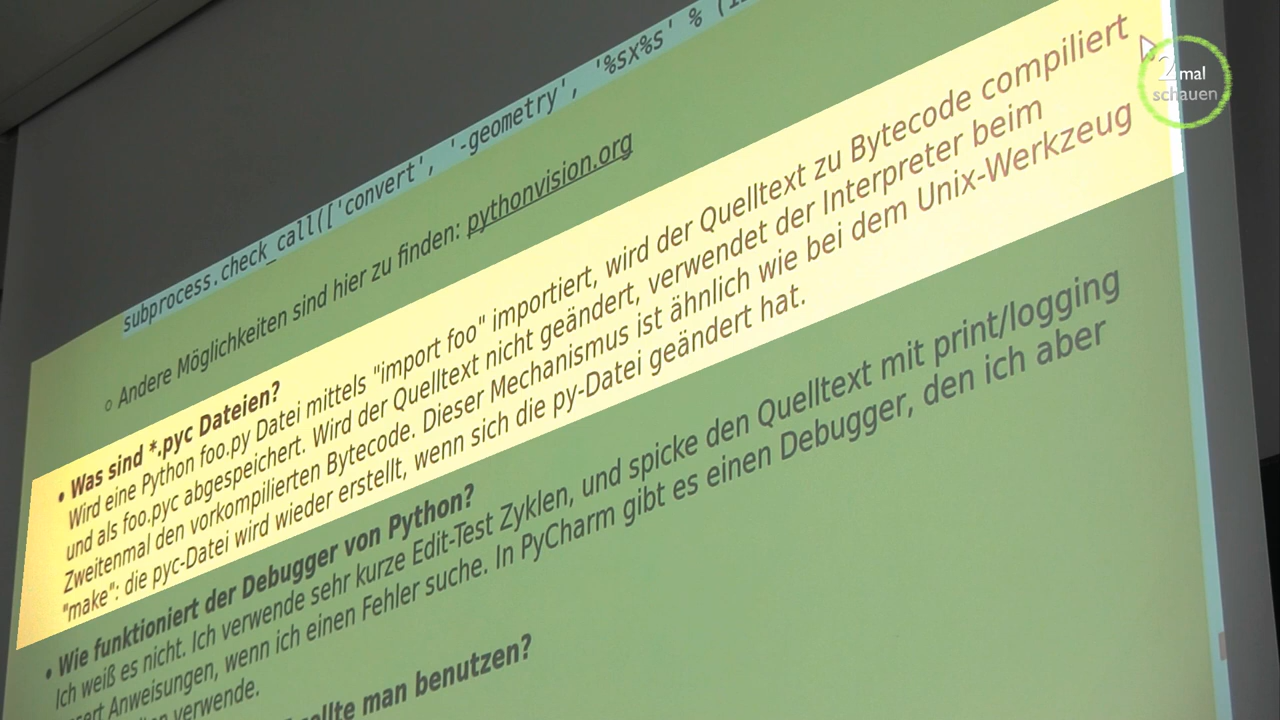 subprocess.check_call(['convert', '-geometry', '%sx%s' %
○ Andere Möglichkeiten sind hier zu finden: pythonvision.org
• Was sind *.pyc Dateien?
Wird eine Python foo.py Datei mittels "import foo" importiert, wird der Quelltext zu Bytecode compiliert
und als foo.pyc abgespeichert. Wird der Quelltext nicht geändert, verwendet der Interpreter beim
Zweitenmal den vorkompilierten Bytecode. Dieser Mechanismus ist ähnlich wie bei dem Unix-Werkzeug
"make": die pyc-Datei wird wieder erstellt, wenn sich die py-Datei geändert hat.
• Wie funktioniert der Debugger von Python?
Ich weiß es nicht. Ich verwende sehr kurze Edit-Test Zyklen, und spicke den Quelltext mit print/logging
Anweisungen, wenn ich einen Fehler suche. In PyCharm gibt es einen Debugger, den ich aber
verwende.
man benutzen?
2mal
schauen